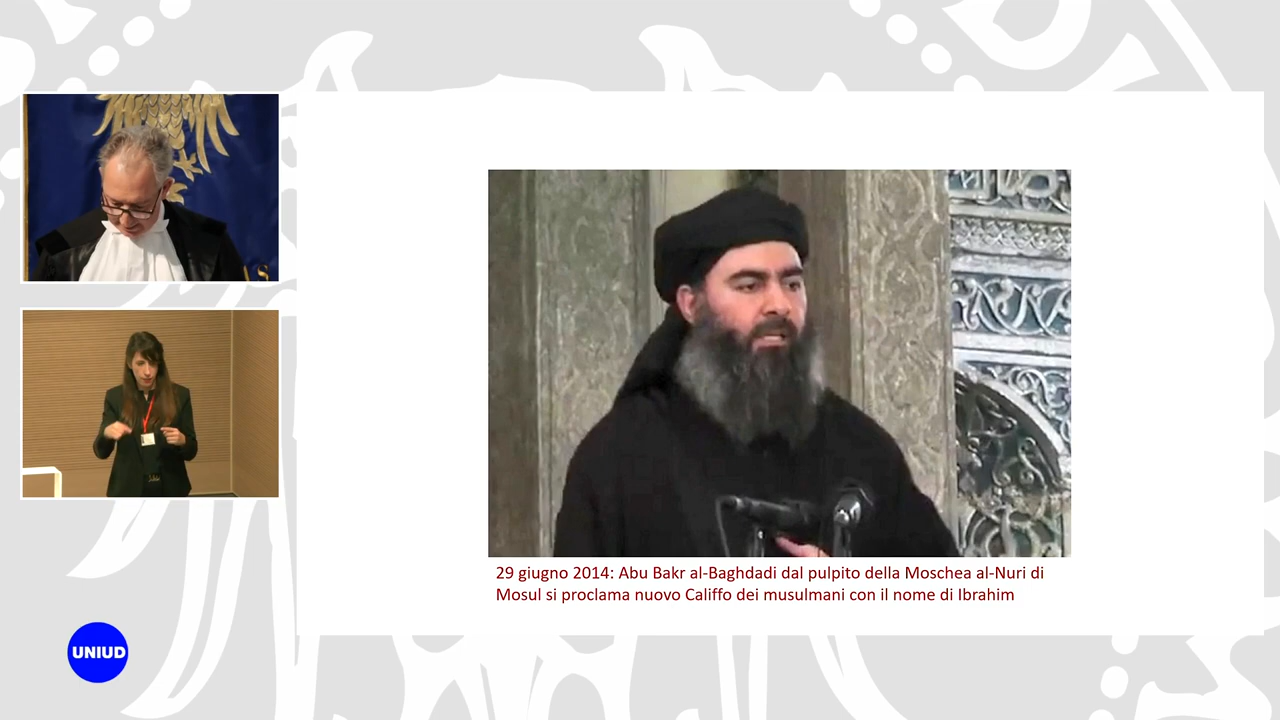 29 giugno 2014: Abu Bakr al-Baghdadi dal pulpito della Moschea al-Nuri di
Mosul si proclama nuovo Califfo dei musulmani con il nome di Ibrahim
UNIUD